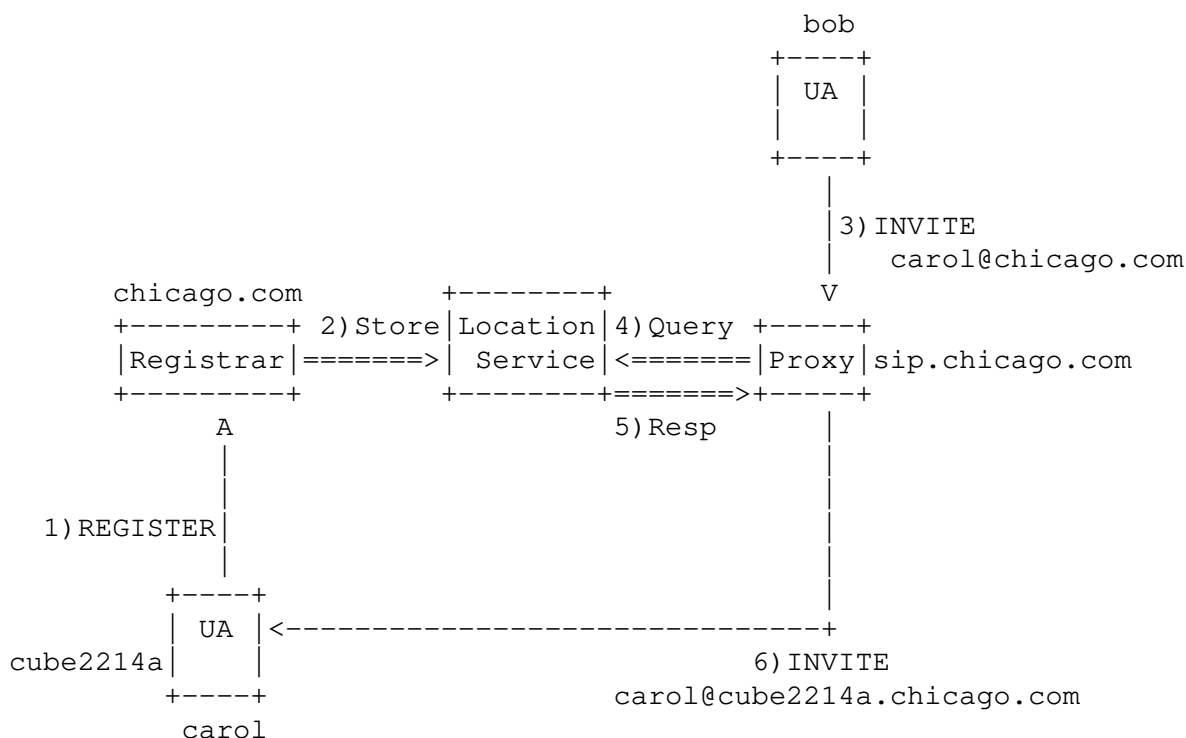 bob
+----+
| UA |
|    |
+----+
|
|3)INVITE
|   carol@chicago.com
chicago.com        +--------+            V
+---------+ 2)Store|Location|4)Query +-----+
|Registrar|=======>| Service|<=======|Proxy|sip.chicago.com
+---------+        +--------+=======>+-----+
A                      5)Resp      |
|                                  |
|                                  |
1)REGISTER|                                  |
|                                  |
+----+                                |
| UA |<-------------------------------+
cube2214a|    |                            6)INVITE
+----+                    carol@cube2214a.chicago.com
carol